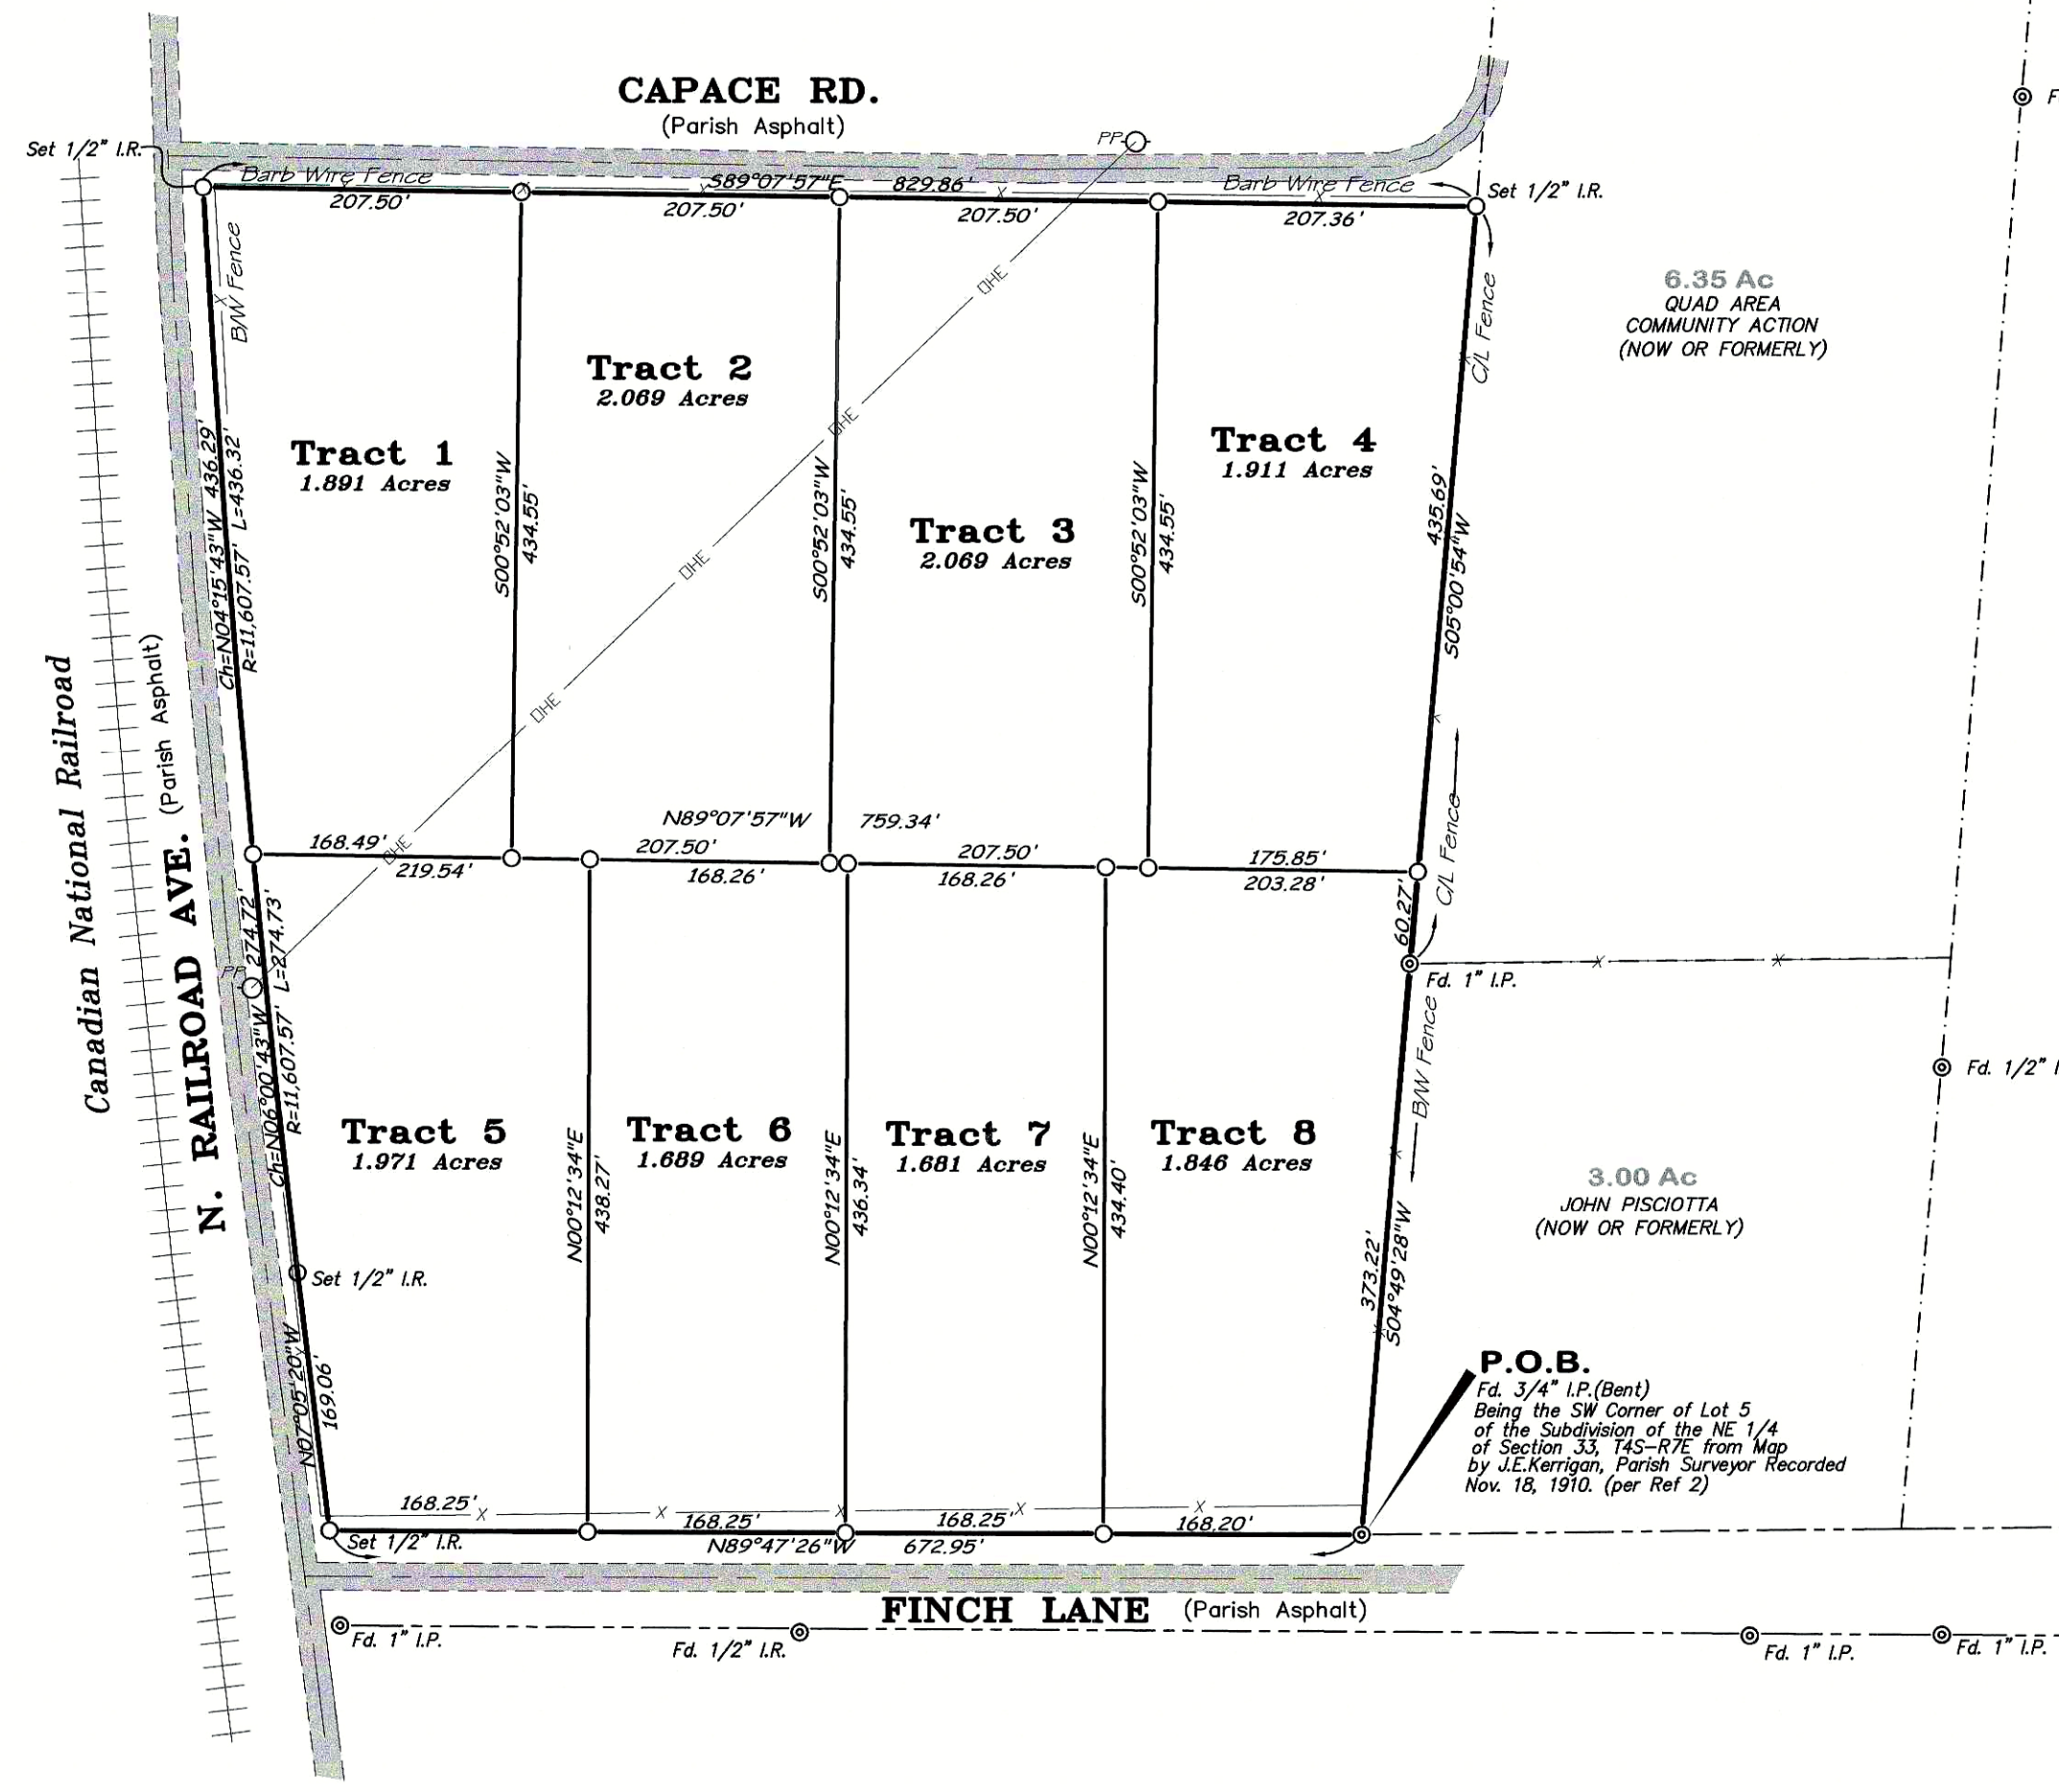 CAPACE RD.
(Parish Asphalt)
PP
F
Set 1/2" I.R.
Barb Wire Fence
S89°07'57"E
829.86'
Barb Wire Fence
Set 1/2" I.R.
207.50'
207.50'
207.50'
207.36'
B/W Fence
C/L Fence
OHE
6.35 Ac
QUAD AREA
COMMUNITY ACTION
(NOW OR FORMERLY)
Tract 1
1.891 Acres
Tract 2
2.069 Acres
Tract 3
2.069 Acres
Tract 4
1.911 Acres
OHE
OHE
OHE
OHE
Ch=N04°15'43"W 436.29'
R=11,607.57' L=436.32'
S00°52'03"W
434.55'
S00°52'03"W
434.55'
S00°52'03"W
434.55'
435.69'
S05°00'54"W
Canadian National Railroad
N. RAILROAD AVE. (Parish Asphalt)
N89°07'57"W
759.34'
168.49'
207.50'
207.50'
175.85'
219.54'
168.26'
168.26'
203.28'
C/L Fence
60.27'
Fd. 1" I.P.
PP
Ch=N06°00'43"W 274.72'
R=11,607.57' L=274.73'
B/W Fence
Fd. 1/2" I
Tract 5
1.971 Acres
Tract 6
1.689 Acres
Tract 7
1.681 Acres
Tract 8
1.846 Acres
N00°12'34"E
438.27'
N00°12'34"E
436.34'
N00°12'34"E
434.40'
373.22'
S04°49'28"W
3.00 Ac
JOHN PISCIOTTA
(NOW OR FORMERLY)
Set 1/2" I.R.
N07°05'20"W
169.06'
P.O.B.
Fd. 3/4" I.P.(Bent)
Being the SW Corner of Lot 5
of the Subdivision of the NE 1/4
of Section 33, T4S-R7E from Map
by J.E.Kerrigan, Parish Surveyor Recorded
Nov. 18, 1910. (per Ref 2)
168.25'
168.25'
168.25'
168.20'
Set 1/2" I.R.
N89°47'26"W
672.95'
FINCH LANE (Parish Asphalt)
Fd. 1" I.P.
Fd. 1/2" I.R.
Fd. 1" I.P.
Fd. 1" I.P.